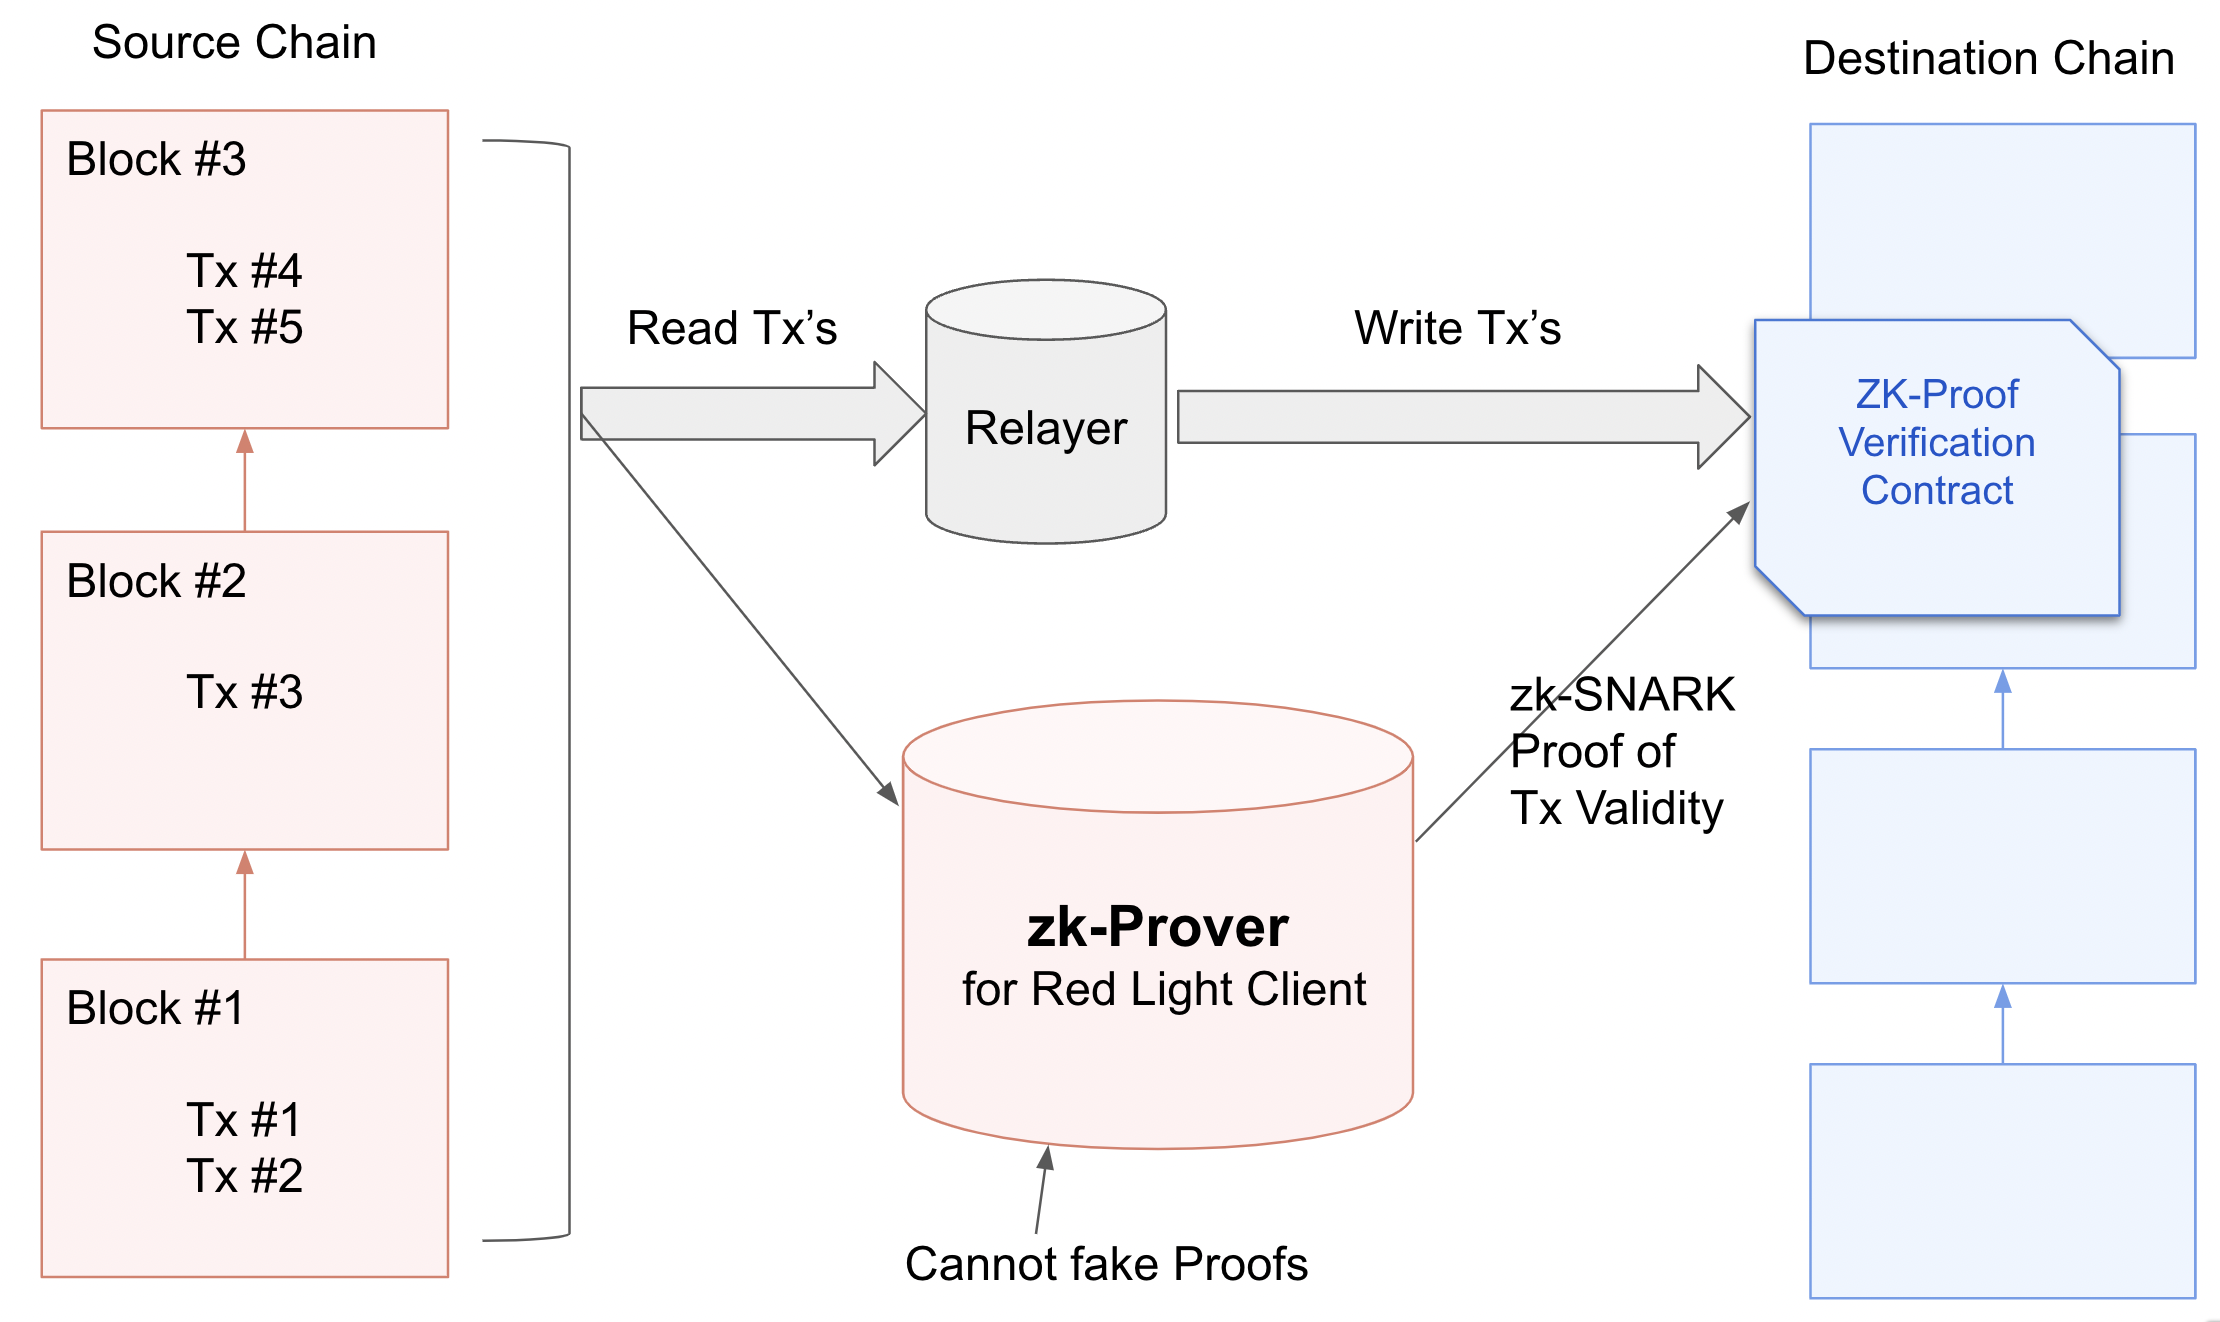 Source Chain
Block #3
Tx #4
Tx #5
Block #2
Tx #3
Block #1
Tx #1
Tx #2
Read Tx’s
Relayer
Write Tx’s
zk-Prover
for Red Light Client
Cannot fake Proofs
zk-SNARK
Proof of
Tx Validity
Destination Chain
ZK-Proof
Verification
Contract